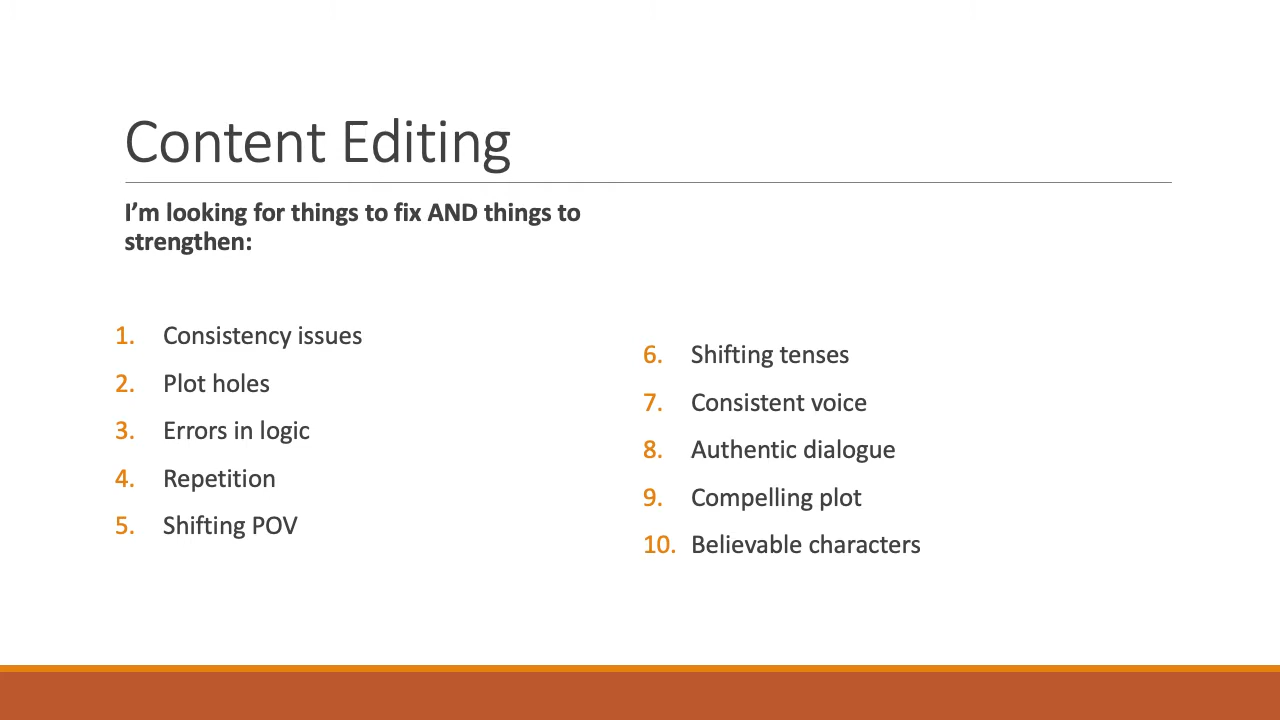 Content Editing
I’m looking for things to fix AND things to
strengthen:
1. Consistency issues
2. Plot holes
3. Errors in logic
4. Repetition
5. Shifting POV
6. Shifting tenses
7. Consistent voice
8. Authentic dialogue
9. Compelling plot
10. Believable characters